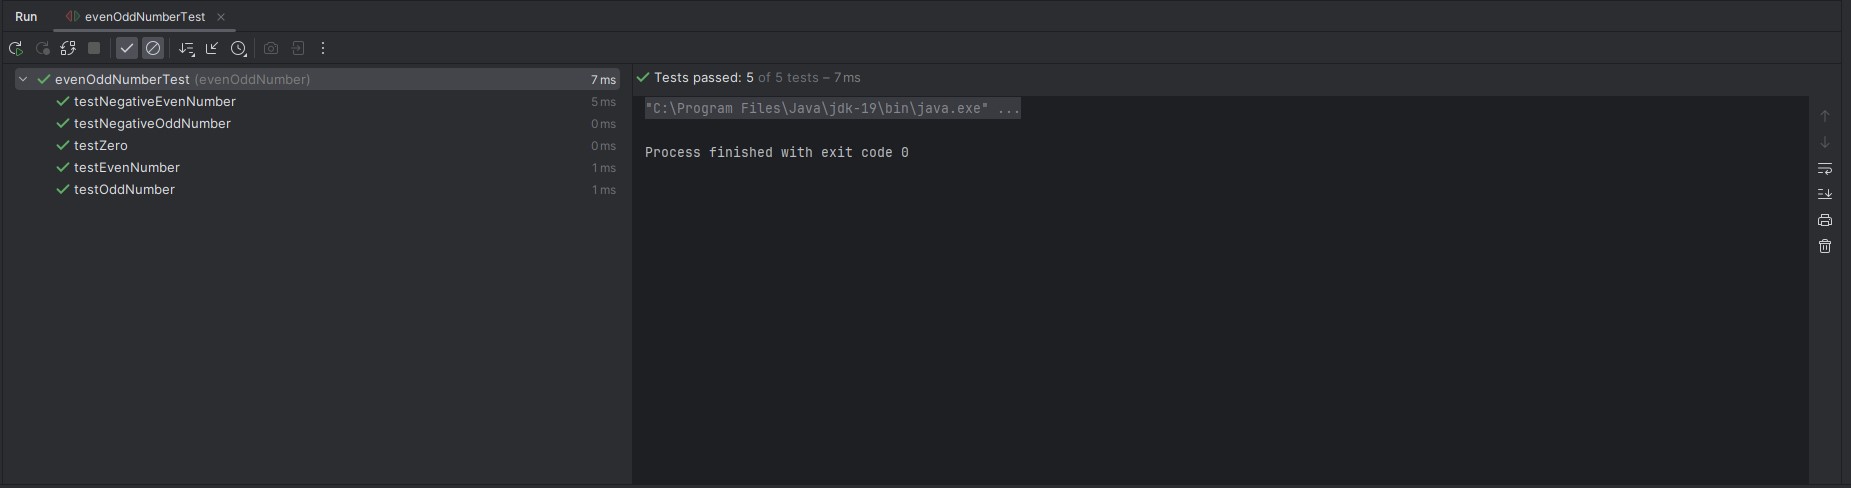 Run evenOddNumberTest
evenOddNumberTest (evenOddNumber) 7 ms
testNegativeEvenNumber 5 ms
testNegativeOddNumber 0 ms
testZero 0 ms
testEvenNumber 1 ms
testOddNumber 1 ms
Tests passed: 5 of 5 tests – 7 ms
"C:\Program Files\Java\jdk-19\bin\java.exe" ...
Process finished with exit code 0